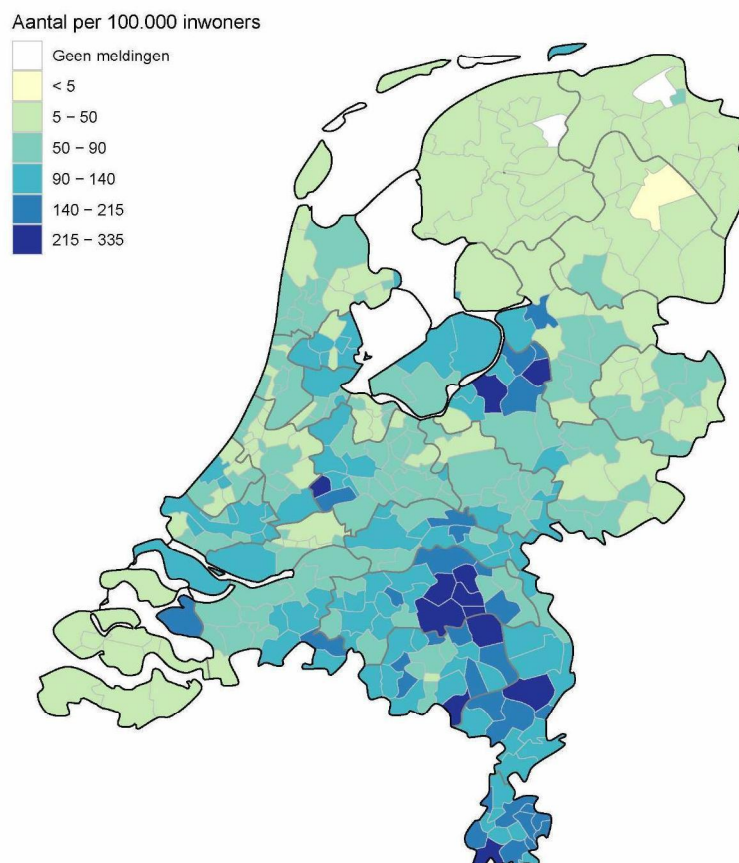 Aantal per 100.000 inwoners
Geen meldingen
< 5
5 – 50
50 – 90
90 – 140
140 – 215
215 – 335